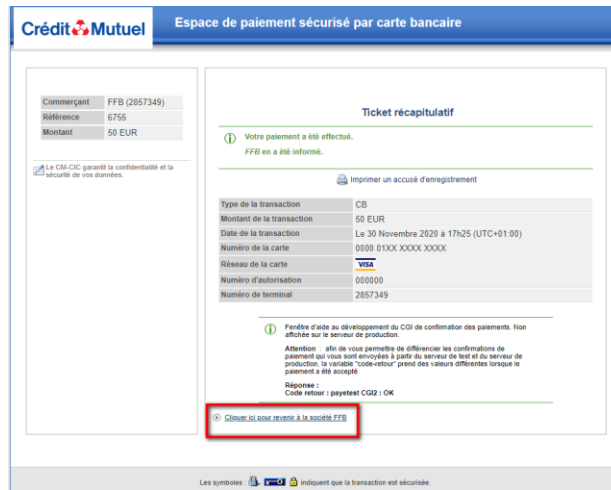 Crédit Mutuel
Espace de paiement sécurisé par carte bancaire
Commerçant FFB (2857349)
Référence 6755
Montant 50 EUR
Le CM-CIC garantit la confidentialité et la
sécurité de vos données.
Ticket récapitulatif
Votre paiement a été effectué.
FFB en a été informé.
Imprimer un accusé d'enregistrement
Type de la transaction CB
Montant de la transaction 50 EUR
Date de la transaction Le 30 Novembre 2020 à 17h25 (UTC+01:00)
Numéro de la carte 0000 01XX XXXX XXXX
Réseau de la carte VISA
Numéro d'autorisation 000000
Numéro de terminal 2857349
Fenêtre d'aide au développement du CGI de confirmation des paiements. Non
affichée sur le serveur de production.
Attention : afin de vous permettre de différencier les confirmations de
paiement qui vous sont envoyées à partir du serveur de test et du serveur de
production, la variable "code-retour" prend des valeurs différentes lorsque le
paiement a été accepté.
Réponse :
Code retour : payetest CGI2 : OK
Cliquer ici pour revenir à la société FFB
Les symboles : indiquent que la transaction est sécurisée.